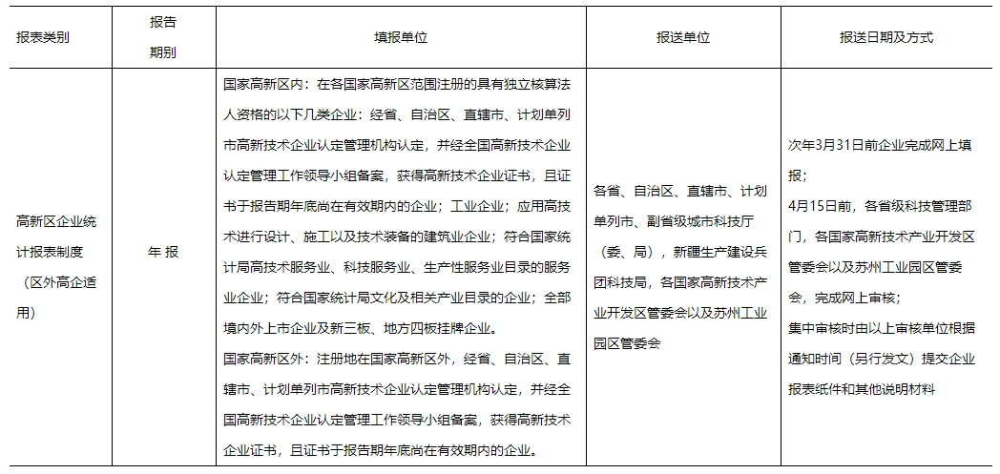 报表类别
报告
期别
填报单位
报送单位
报送日期及方式
高新区企业统
计报表制度
（区外高企适
用）
年 报
国家高新区内：在各国家高新区范围注册的具有独立核算法
人资格的以下几类企业：经省、自治区、直辖市、计划单列
市高新技术企业认定管理机构认定，并经全国高新技术企业
认定管理工作领导小组备案，获得高新技术企业证书，且证
书于报告期年底尚在有效期内的企业；工业企业；应用高技
术进行设计、施工以及技术装备的建筑业企业；符合国家统
计局高技术服务业、科技服务业、生产性服务业目录的服务
业企业；符合国家统计局文化及相关产业目录的企业；全部
境内外上市企业及新三板、地方四板挂牌企业。
国家高新区外：注册地在国家高新区外，经省、自治区、直
辖市、计划单列市高新技术企业认定管理机构认定，并经全
国高新技术企业认定管理工作领导小组备案，获得高新技术
企业证书，且证书于报告期年底尚在有效期内的企业。
各省、自治区、直辖市、计划
单列市、副省级城市科技厅
（委、局），新疆生产建设兵
团科技局，各国家高新技术产
业开发区管委会以及苏州工业
园区管委会
次年3月31日前企业完成网上填
报；
4月15日前，各省级科技管理部
门，各国家高新技术产业开发区
管委会以及苏州工业园区管委
会，完成网上审核；
集中审核时由以上审核单位根据
通知时间（另行发文）提交企业
报表纸件和其他说明材料